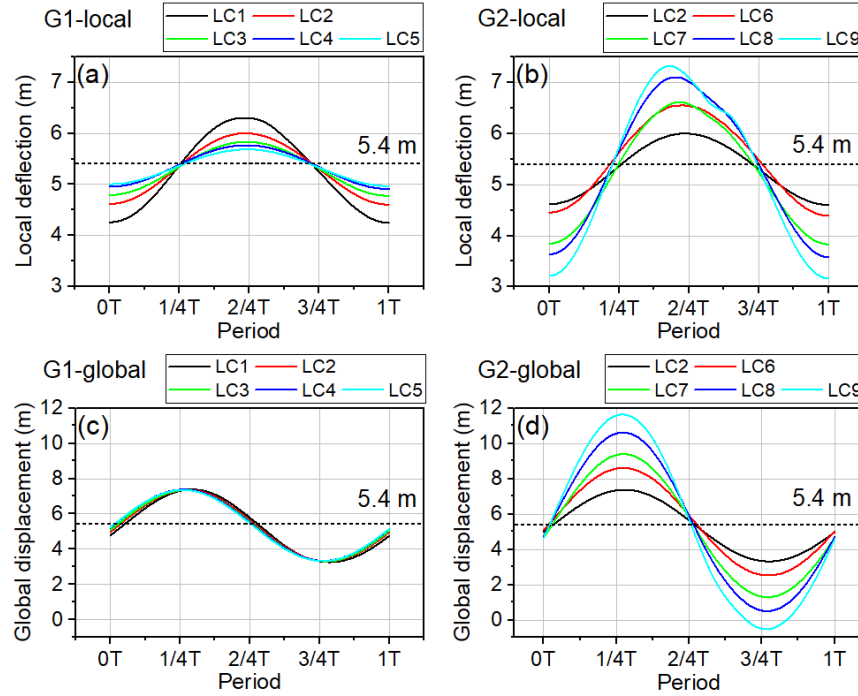 G1-local
LC1 LC2
LC3 LC4 LC5
(a)
5.4 m
Local deflection (m)
7
6
5
4
3
0T 1/4T 2/4T 3/4T 1T
Period
G2-local
LC2 LC6
LC7 LC8 LC9
(b)
5.4 m
Local deflection (m)
7
6
5
4
3
0T 1/4T 2/4T 3/4T 1T
Period
G1-global
LC1 LC2
LC3 LC4 LC5
(c)
5.4 m
Global displacement (m)
12
10
8
6
4
2
0
0T 1/4T 2/4T 3/4T 1T
Period
G2-global
LC2 LC6
LC7 LC8 LC9
(d)
5.4 m
Global displacement (m)
12
10
8
6
4
2
0
0T 1/4T 2/4T 3/4T 1T
Period